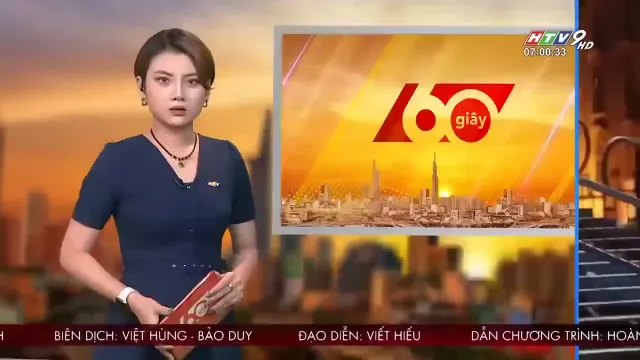 HTV9 HD
07:00:33
60 giây
H BIÊN DỊCH: VIỆT HÙNG - BẢO DUY ĐẠO DIỄN: VIẾT HIẾU DẪN CHƯƠNG TRÌNH: HOÀN